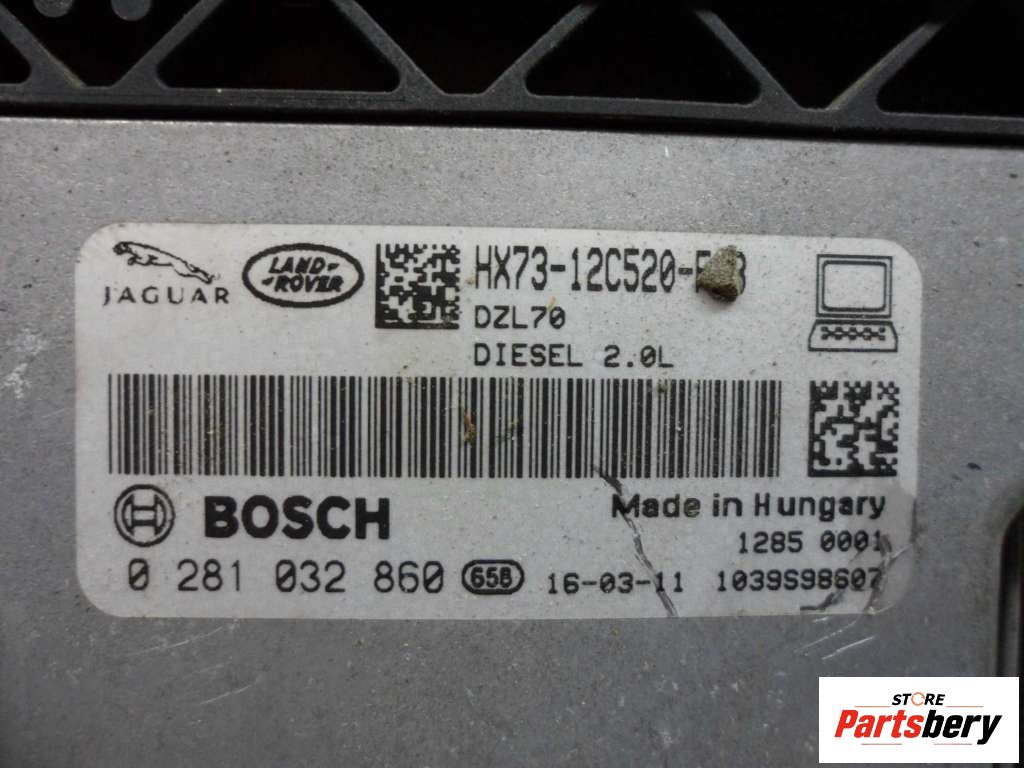 JAGUAR
LAND-
-ROVER
DZL70
DIESEL 2.0L
BOSCH
Made in Hungary
1285 0001
0 281 032 860 65B 16-03-11 1039S98607
STORE
Partsbery